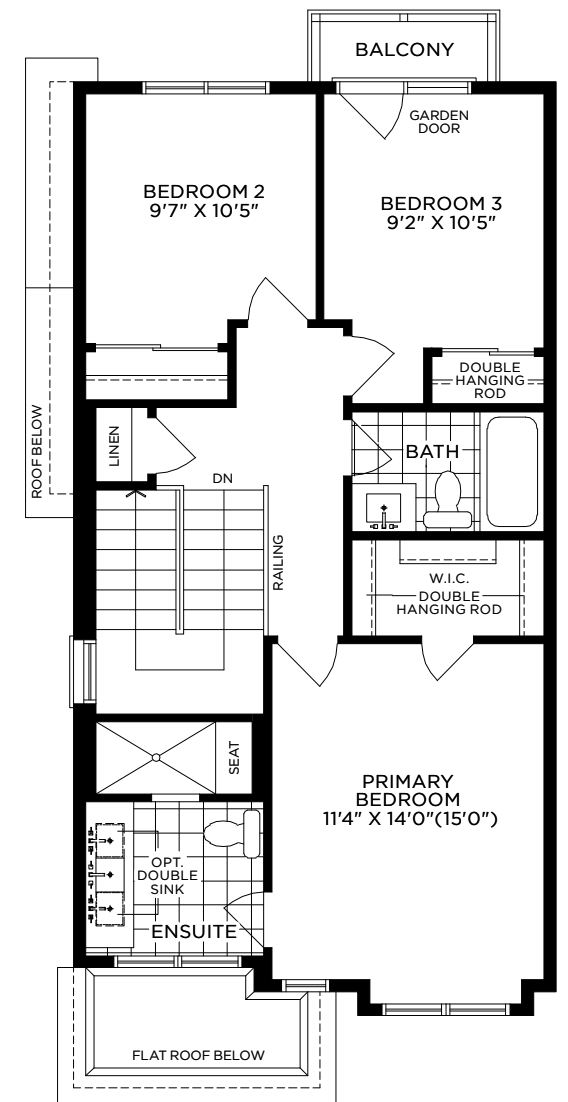 BALCONY
GARDEN
DOOR
BEDROOM 2
9'7" X 10'5"
BEDROOM 3
9'2" X 10'5"
DOUBLE
HANGING
ROD
ROOF BELOW
LINEN
BATH
DN
RAILING
W.I.C.
DOUBLE
HANGING ROD
SEAT
PRIMARY
BEDROOM
11'4" X 14'0"(15'0")
OPT.
DOUBLE
SINK
ENSUITE
FLAT ROOF BELOW